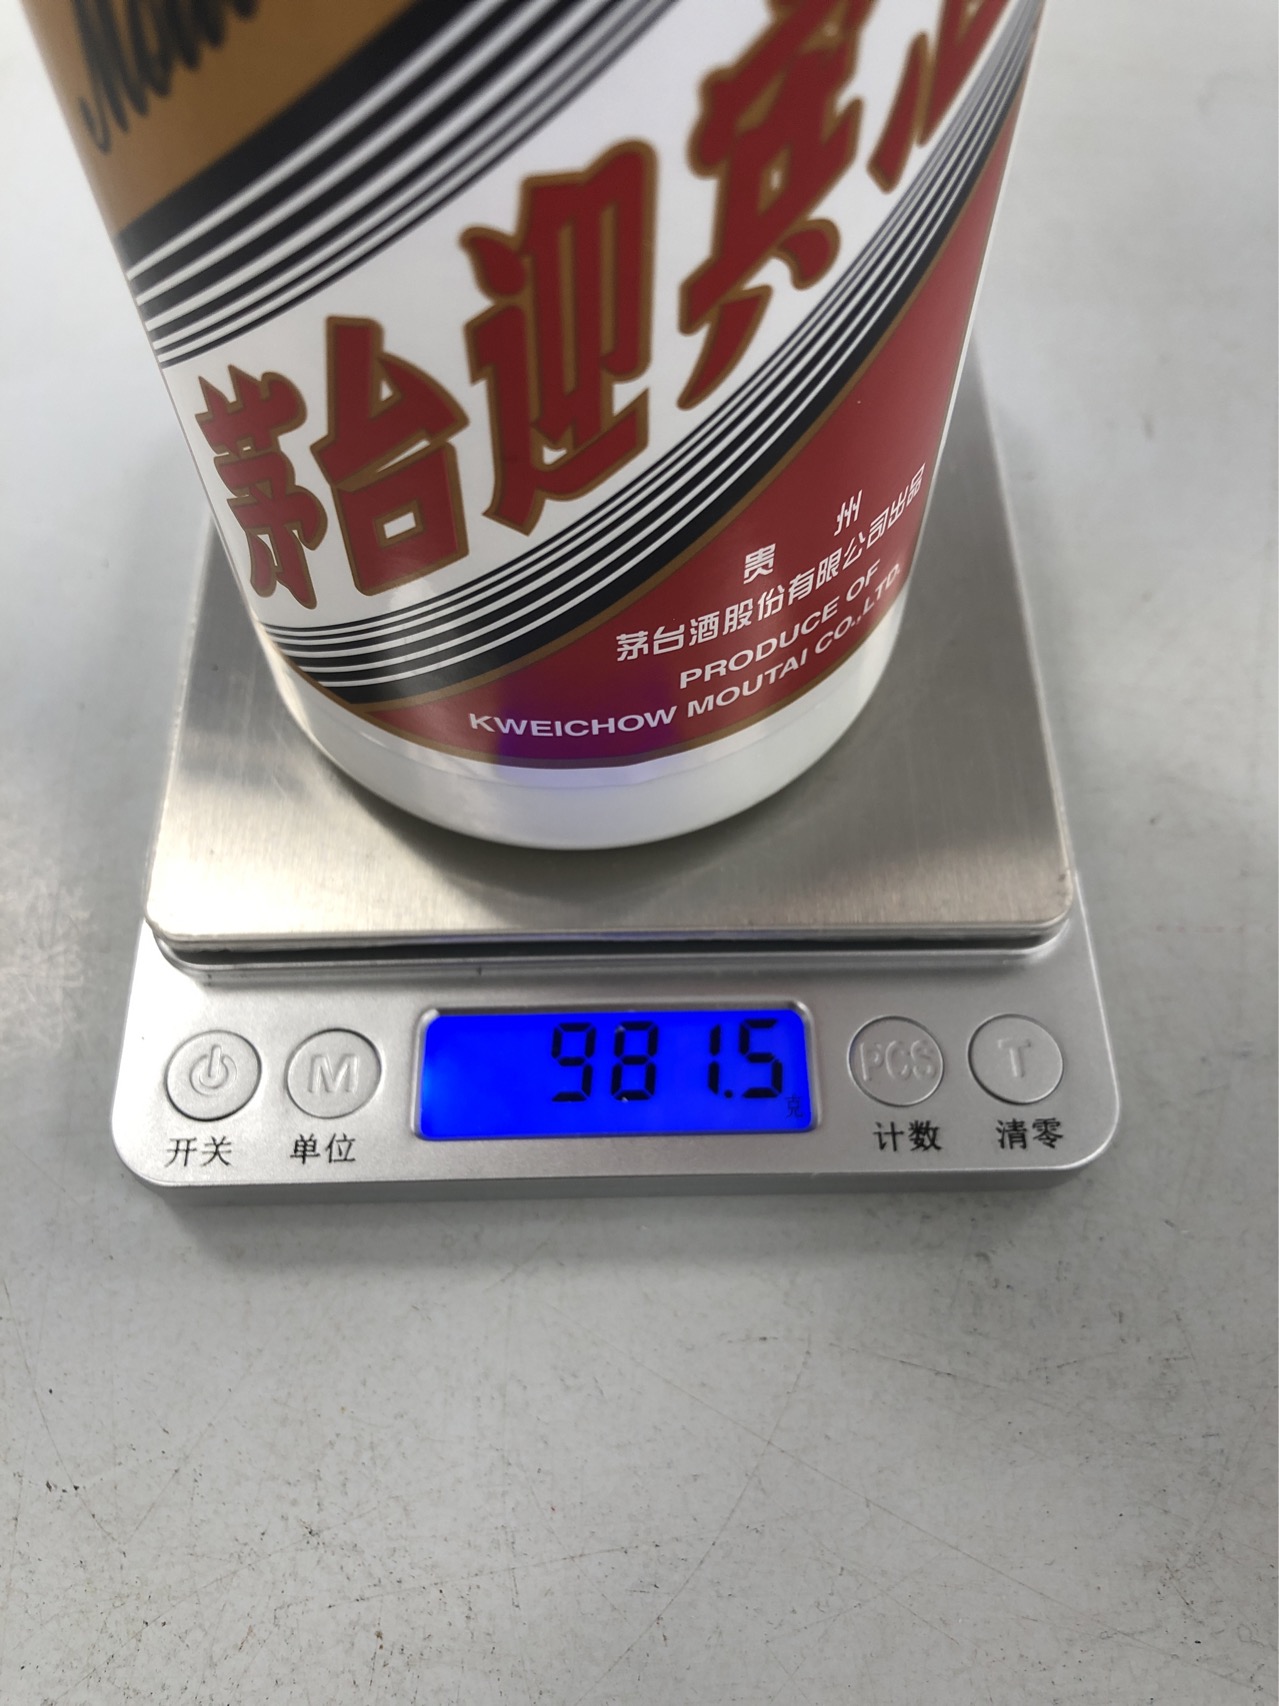 茅台迎宾酒
贵州
茅台酒股份有限公司出品
PRODUCE OF
KWEICHOW MOUTAI CO.,LTD.
981.5
克
M
PCS
T
开关
单位
计数
清零